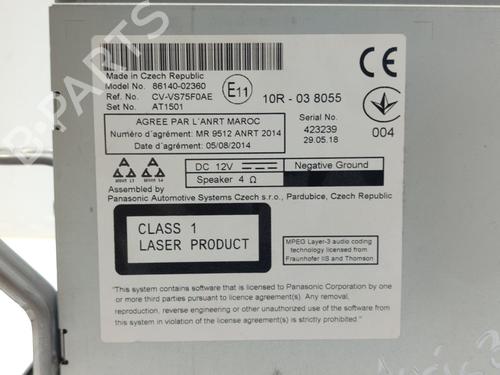 B-PARTS
Made in Czech Republic
Model No. 86140-02360
Ref. No. CV-VS75F0AE
Set No. AT1501
E11
10R - 03 8055
CE
004
AGREE PAR L'ANRT MAROC
Numéro d'agrément: MR 9512 ANRT 2014
Date d'agrément: 05/08/2014
Serial No.
423239
29.05.18
DC 12V
Negative Ground
Speaker 4 Ω
Assembled by
Panasonic Automotive Systems Czech s.r.o., Pardubice, Czech Republic
CLASS 1
LASER PRODUCT
MPEG Layer-3 audio coding
technology licensed from
Fraunhofer IIS and Thomson
"This system contains software that is licensed to Panasonic Corporation by one
or more third parties pursuant to licence agreement(s). Any removal,
reproduction, reverse engineering or other unauthorized use of the software from
this system in violation of the license agreement(s) is strictly prohibited."